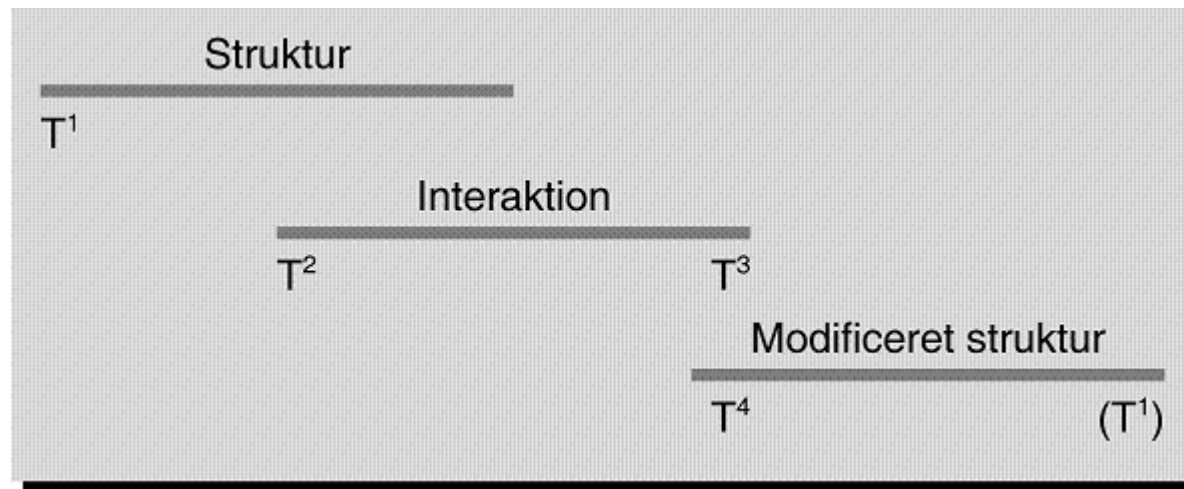 Struktur
T¹
Interaktion
T² T³
Modificeret struktur
T⁴ (T¹)